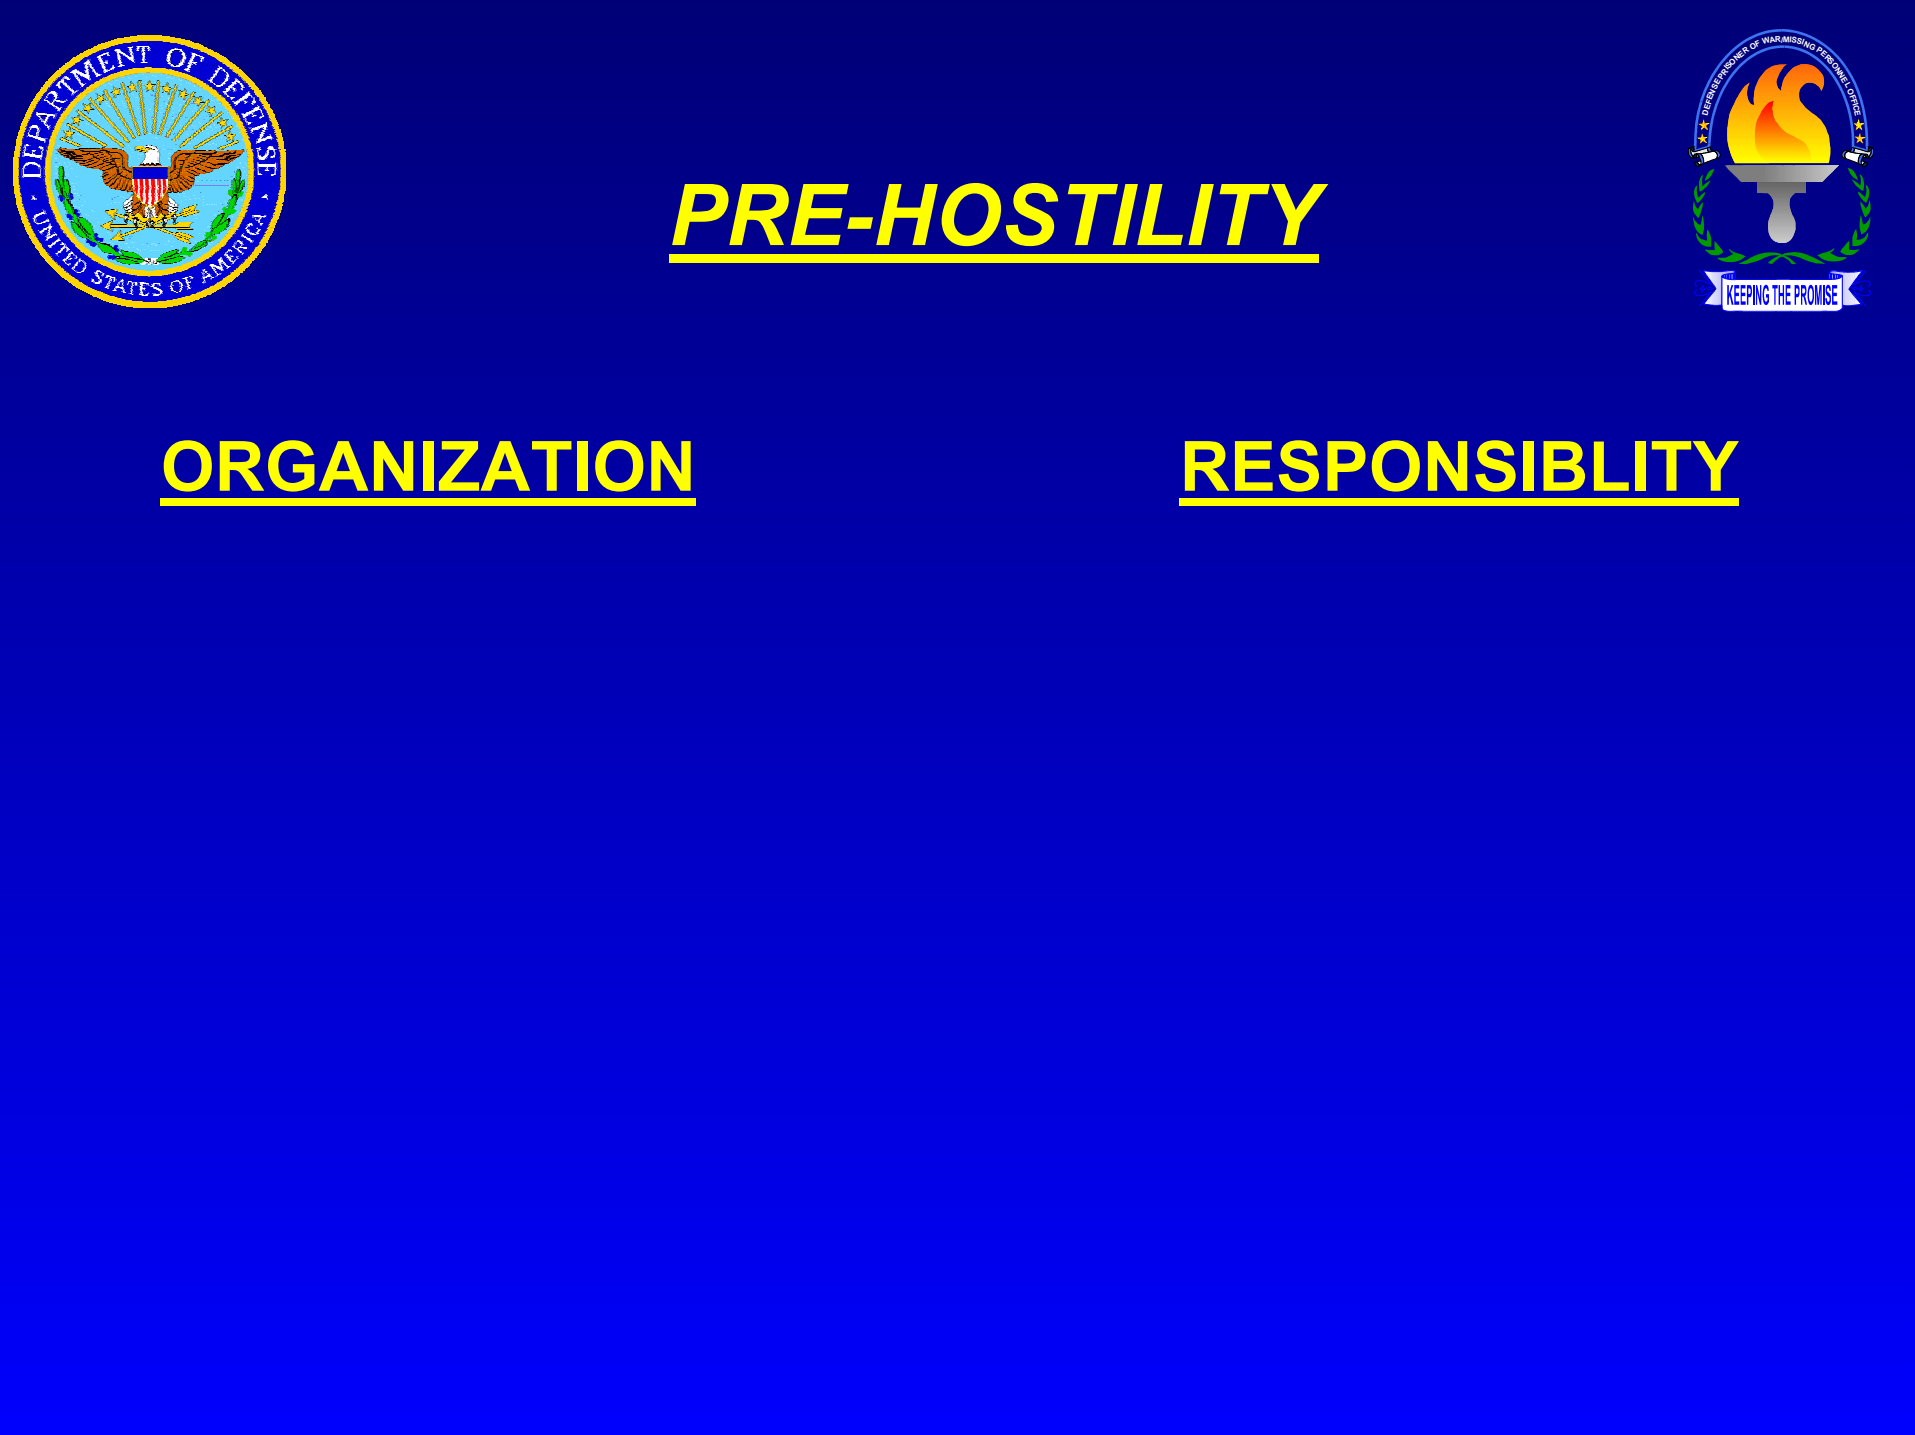 DEPARTMENT OF DEFENSE
UNITED STATES OF AMERICA
DEFENSE PRISONER OF WAR/MISSING PERSONNEL OFFICE
KEEPING THE PROMISE
PRE-HOSTILITY
ORGANIZATION
RESPONSIBLITY